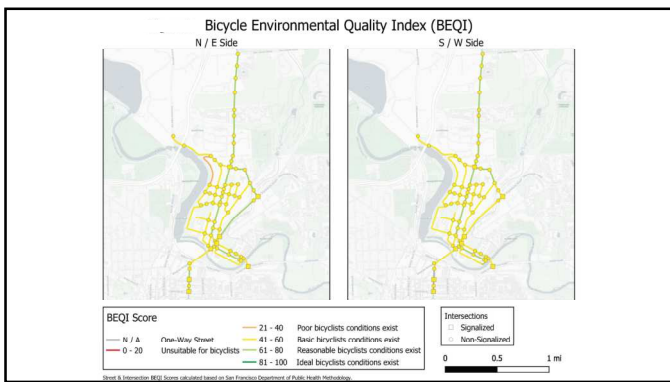 Bicycle Environmental Quality Index (BEQI)
N / E Side
S / W Side
BEQI Score
N / A One-Way Street
0 - 20 Unsuitable for bicyclists
21 - 40 Poor bicyclists conditions exist
41 - 60 Basic bicyclists conditions exist
61 - 80 Reasonable bicyclists conditions exist
81 - 100 Ideal bicyclists conditions exist
Intersections
Signalized
Non-Signalized
0 0.5 1 mi
Street & Intersection BEQI Scores calculated based on San Francisco Department of Public Health Methodology.